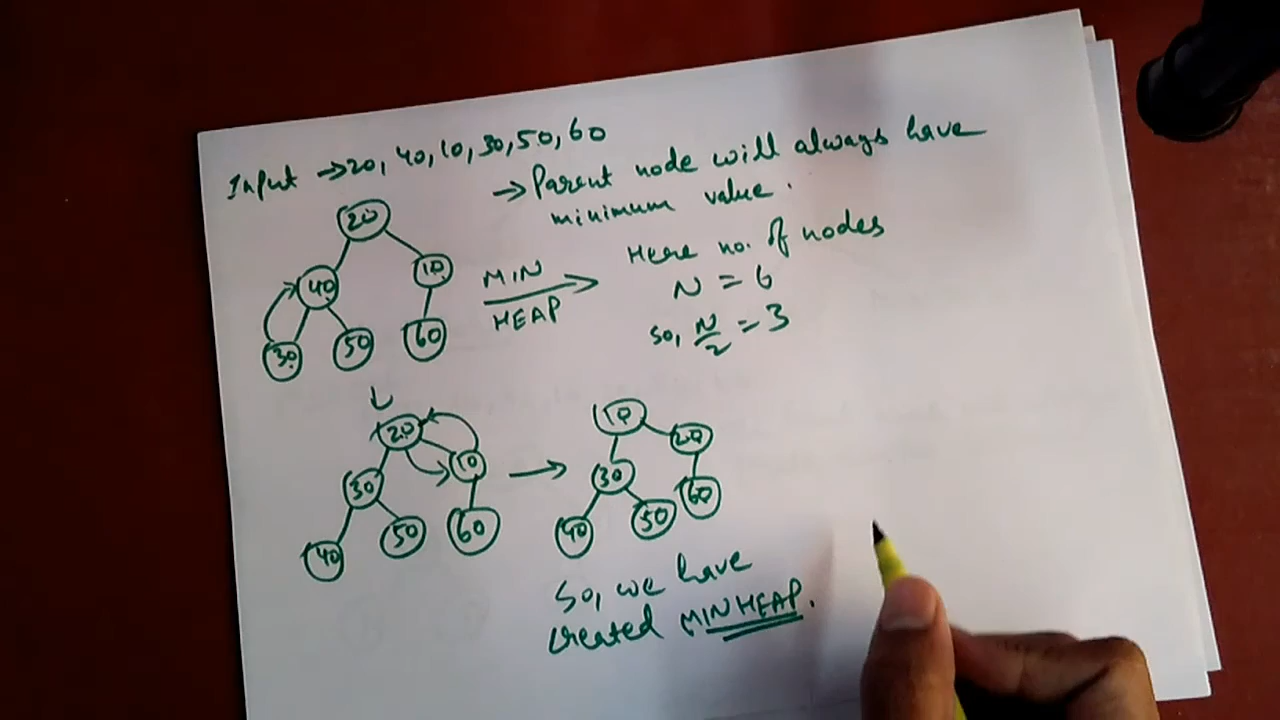 Input → 20, 40, 10, 30, 50, 60
→ Parent node will always have
minimum value.
20
40 10
30 50 60
MIN
HEAP
Here no. of nodes
N = 6
So, N/2 = 3
20
30 10
40 50 60
10
30 20
40 50 60
So, we have
created MIN HEAP.